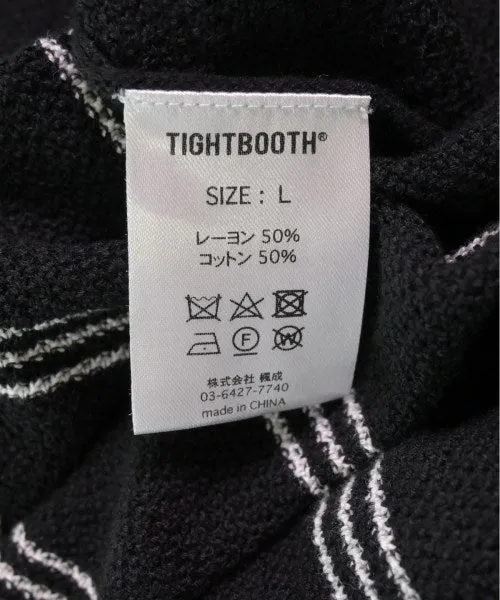 TIGHTBOOTH®
SIZE : L
レーヨン 50%
コットン 50%
株式会社 楓成
03-6427-7740
made in CHINA